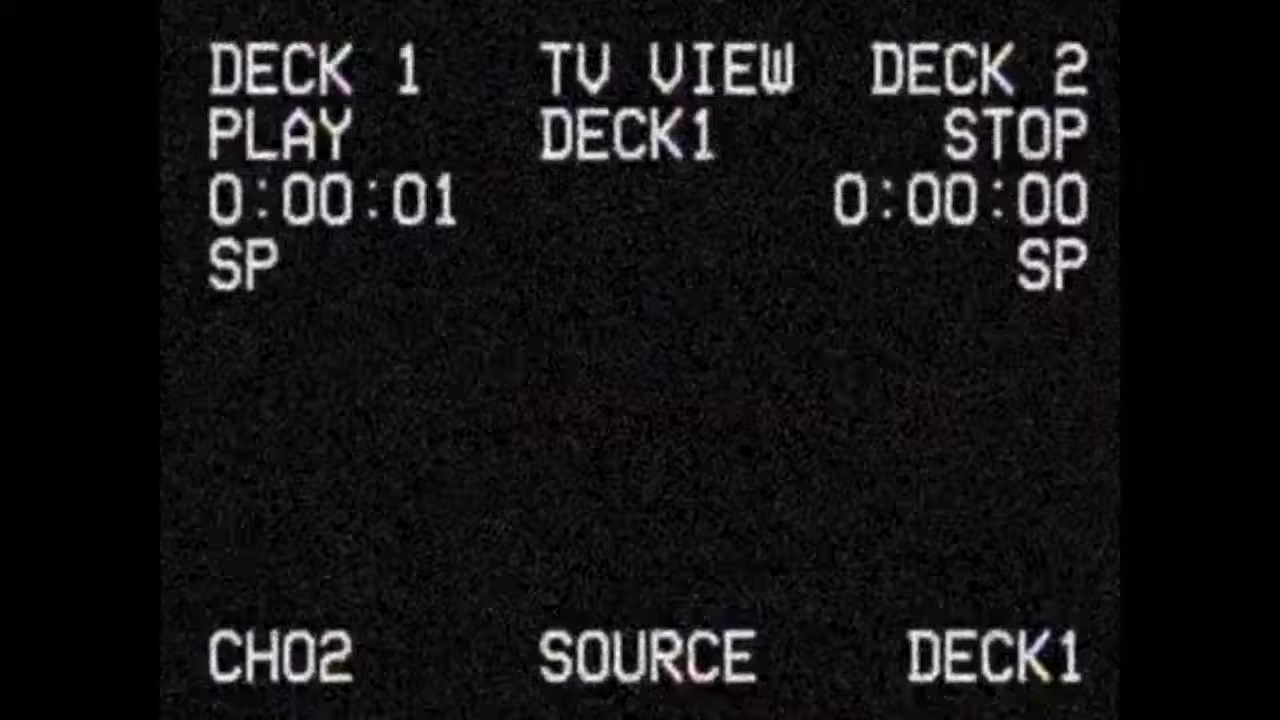 DECK 1 TV VIEW DECK 2
PLAY DECK1 STOP
0:00:01 0:00:00
SP SP
CH02 SOURCE DECK1